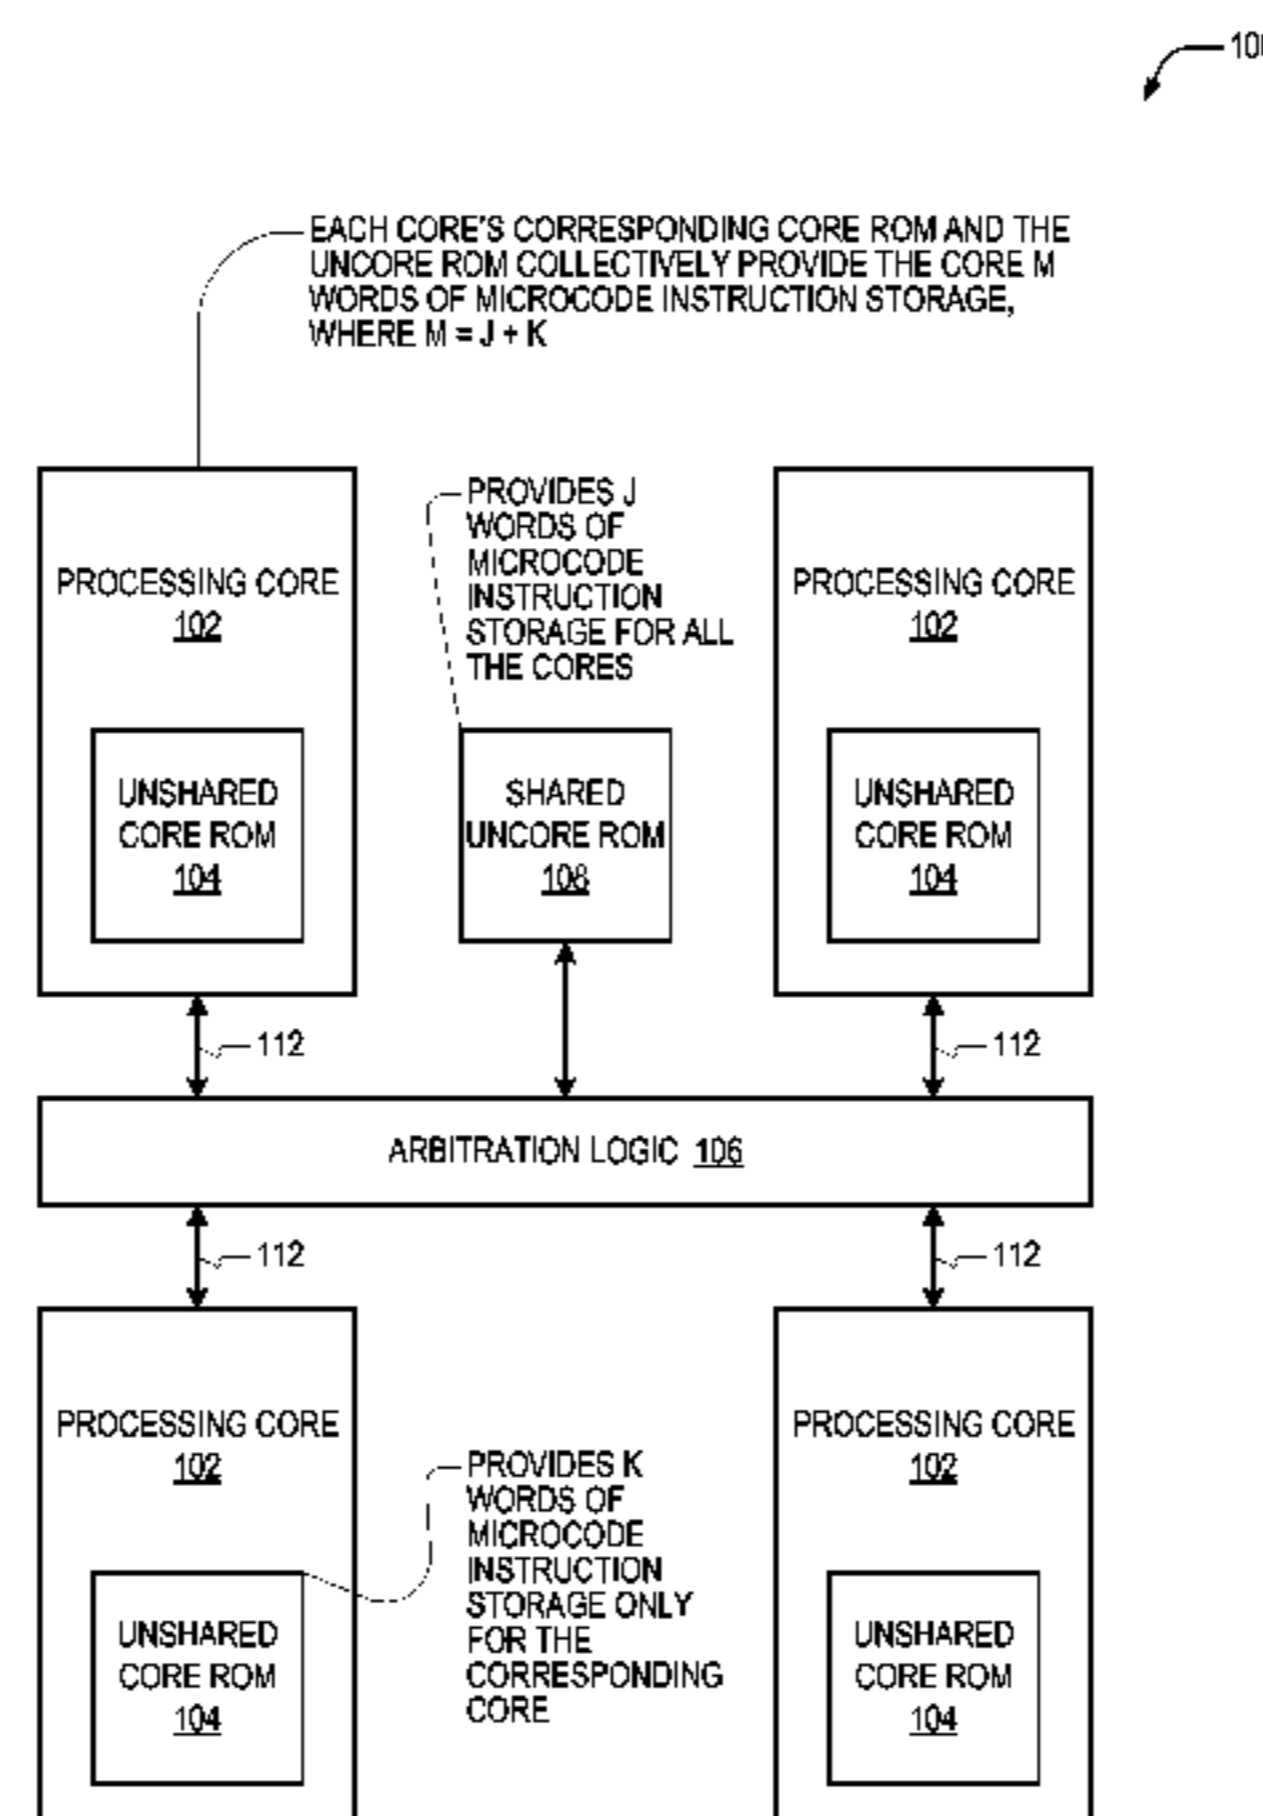 EACH CORE'S CORRESPONDING CORE ROM AND THE
UNCORE ROM COLLECTIVELY PROVIDE THE CORE M
WORDS OF MICROCODE INSTRUCTION STORAGE,
WHERE M = J + K
PROCESSING CORE
102
UNSHARED
CORE ROM
104
PROVIDES J
WORDS OF
MICROCODE
INSTRUCTION
STORAGE FOR ALL
THE CORES
SHARED
UNCORE ROM
108
PROCESSING CORE
102
UNSHARED
CORE ROM
104
112
112
ARBITRATION LOGIC 106
112
112
PROCESSING CORE
102
UNSHARED
CORE ROM
104
PROVIDES K
WORDS OF
MICROCODE
INSTRUCTION
STORAGE ONLY
FOR THE
CORRESPONDING
CORE
PROCESSING CORE
102
UNSHARED
CORE ROM
104